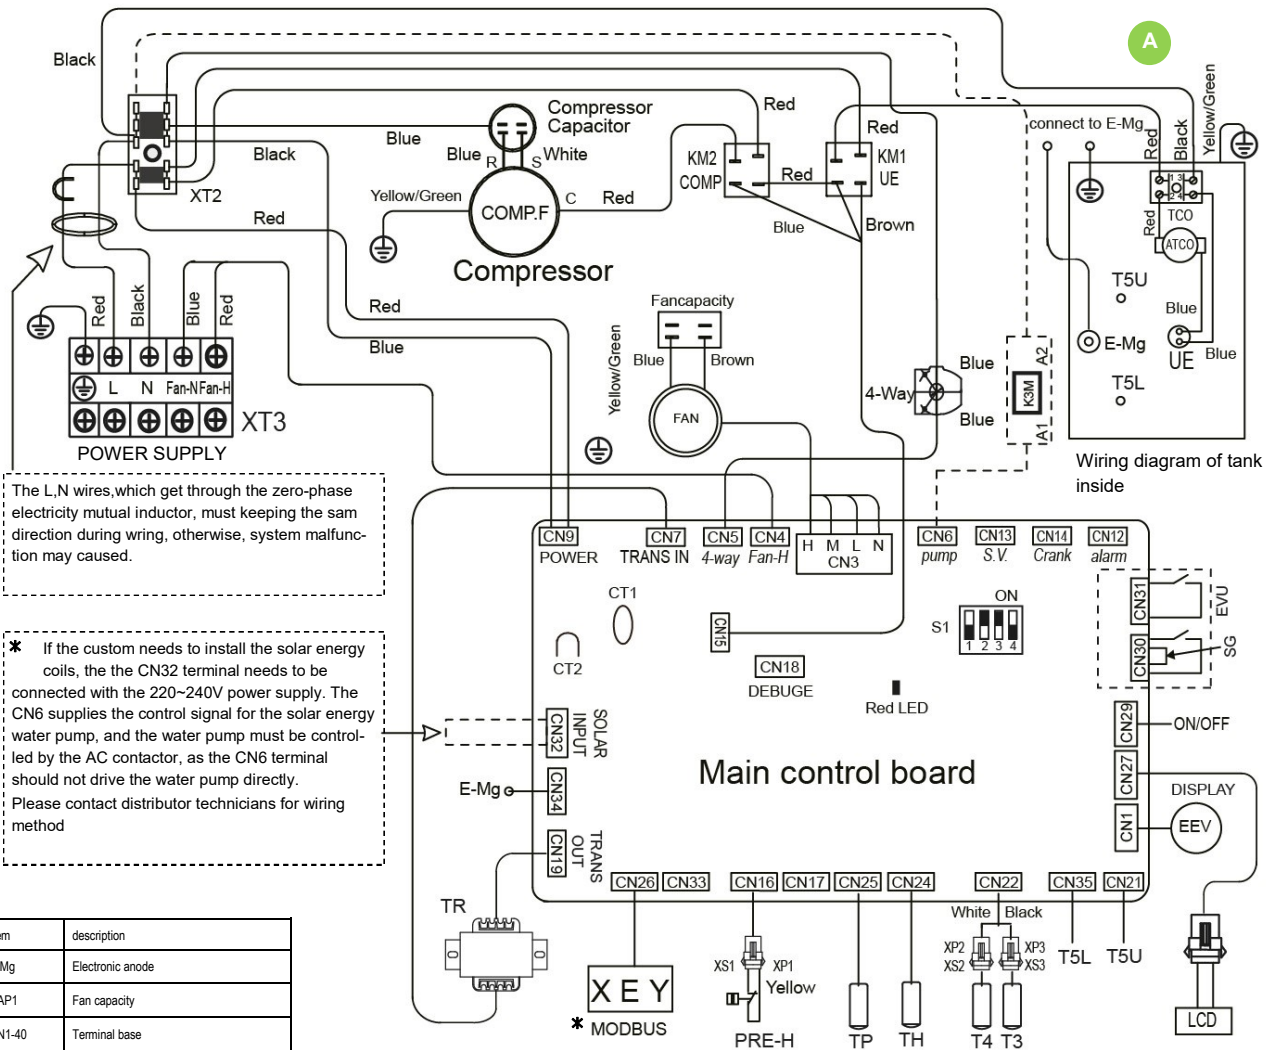 A
Black
Compressor
Capacitor
Blue
Blue
White
R
S
Black
XT2
Yellow/Green
COMP.F
C
Red
Red
Compressor
Red
KM2
COMP
Red
KM1
UE
Red
Blue
Brown
connect to E-Mg
Red
Black
Yellow/Green
1 3
2 4
TCO
Red
ATCO
T5U
Blue
E-Mg
UE
Blue
T5L
Wiring diagram of tank
inside
Red
Black
Blue
Red
Red
Blue
L
N
Fan-N
Fan-H
XT3
POWER SUPPLY
Fancapacity
Yellow/Green
Blue
Brown
FAN
4-Way
Blue
Blue
A2
K3M
A1
The L,N wires,which get through the zero-phase
electricity mutual inductor, must keeping the sam
direction during wring, otherwise, system malfunc-
tion may caused.
* If the custom needs to install the solar energy
coils, the the CN32 terminal needs to be
connected with the 220~240V power supply. The
CN6 supplies the control signal for the solar energy
water pump, and the water pump must be control-
led by the AC contactor, as the CN6 terminal
should not drive the water pump directly.
Please contact distributor technicians for wiring
method
CN9
POWER
CN7
TRANS IN
CN5
4-way
CN4
Fan-H
H M L N
CN3
CN6
pump
CN13
S.V.
CN14
Crank
CN12
alarm
CT1
CT2
CN15
CN18
DEBUGE
Red LED
ON
S1
1 2 3 4
CN31
EVU
CN30
SG
CN29
ON/OFF
CN27
DISPLAY
CN1
EEV
CN32
SOLAR
INPUT
E-Mg
CN34
CN19
TRANS
OUT
Main control board
CN26
CN33
CN16
CN17
CN25
CN24
CN22
CN35
CN21
TR
XEY
* MODBUS
XS1
XP1
Yellow
PRE-H
TP
TH
White
Black
XP2
XS2
XP3
XS3
T4
T3
T5L
T5U
LCD
em
description
Mg
Electronic anode
AP1
Fan capacity
N1-40
Terminal base